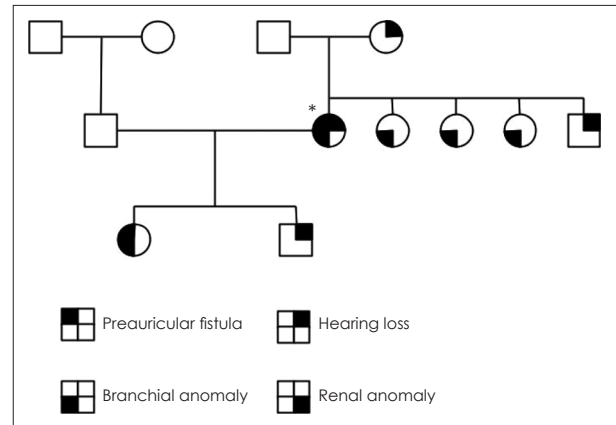 *
Preauricular fistula
Hearing loss
Branchial anomaly
Renal anomaly